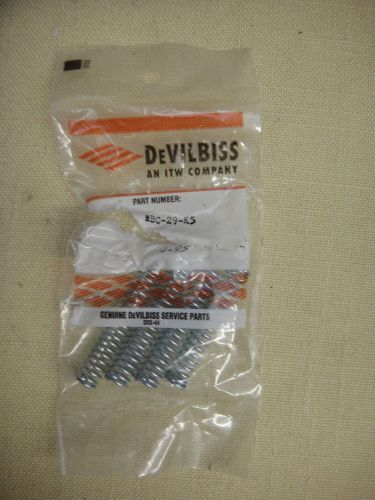 DEVILBISS
AN ITW COMPANY
PART NUMBER:
MBC-29-K5
GENUINE DEVILBISS SERVICE PARTS